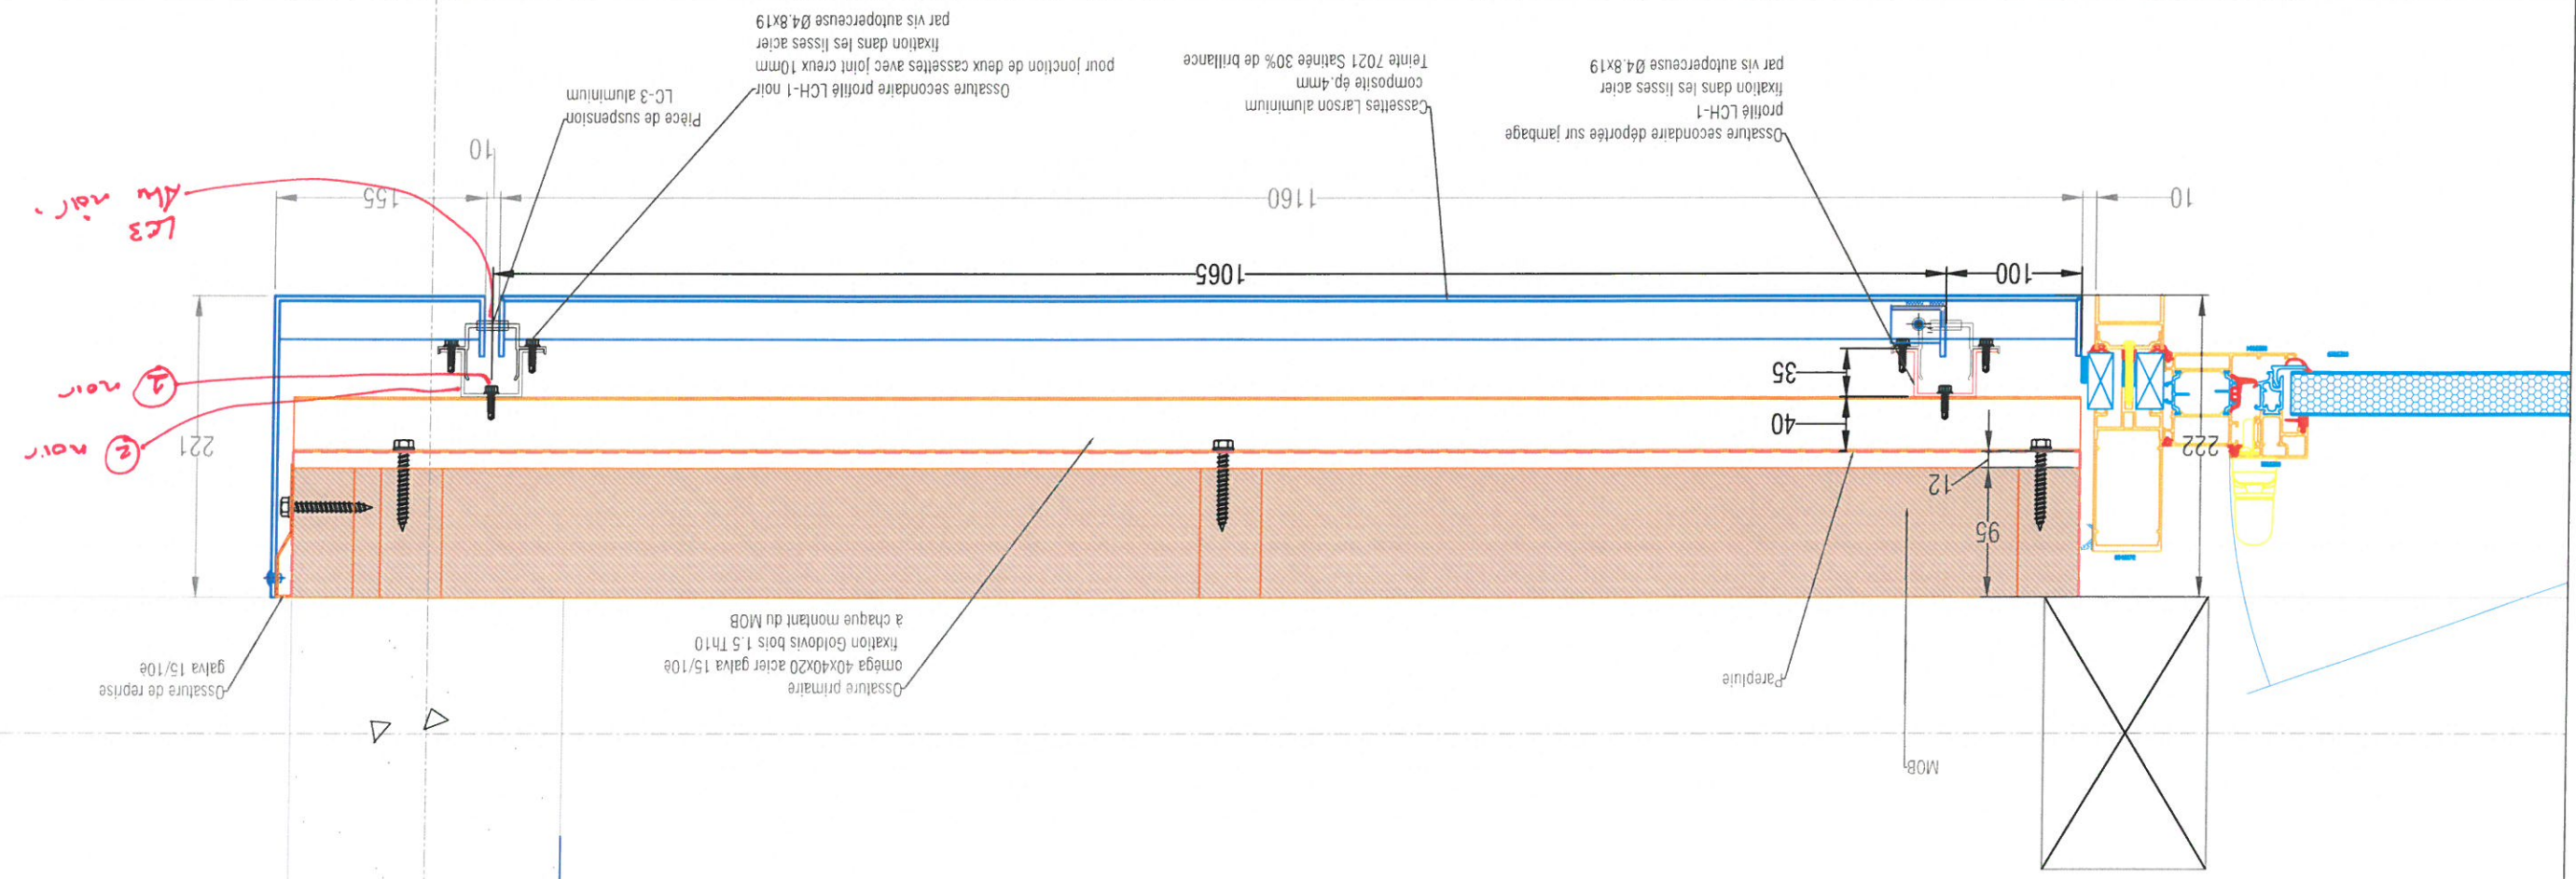 MOB
Parepluie
Ossature primaire
oméga 40x40x20 acier galva 15/10è
fixation Goldovis bois 1.5 Th10
à chaque montant du MOB
Ossature de reprise
galva 15/10è
222
95
12
40
35
221
② noir
① noir
100
1065
10
1160
155
10
LC3
Alu noir.
Ossature secondaire déportée sur jambage
profilé LCH-1
fixation dans les lisses acier
par vis autoperceuse Ø4.8x19
Cassettes Larson aluminium
composite ép.4mm
Teinte 7021 Satinée 30% de brillance
Pièce de suspension
LC-3 aluminium
Ossature secondaire profilé LCH-1 noir
pour jonction de deux cassettes avec joint creux 10mm
fixation dans les lisses acier
par vis autoperceuse Ø4.8x19